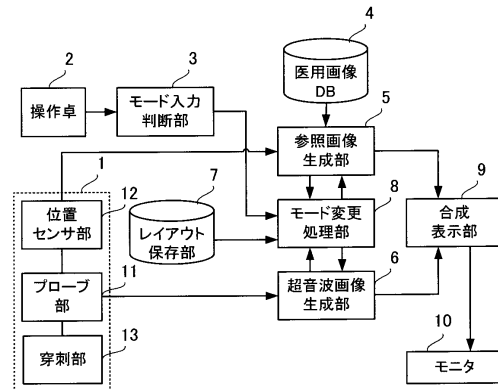 4
医用画像
DB
2
操作卓
3
モード入力
判断部
5
参照画像
生成部
1
位置
センサ部
12
7
レイアウト
保存部
8
モード変更
処理部
9
合成
表示部
プローブ
部
11
6
超音波画像
生成部
穿刺部
13
10
モニタ